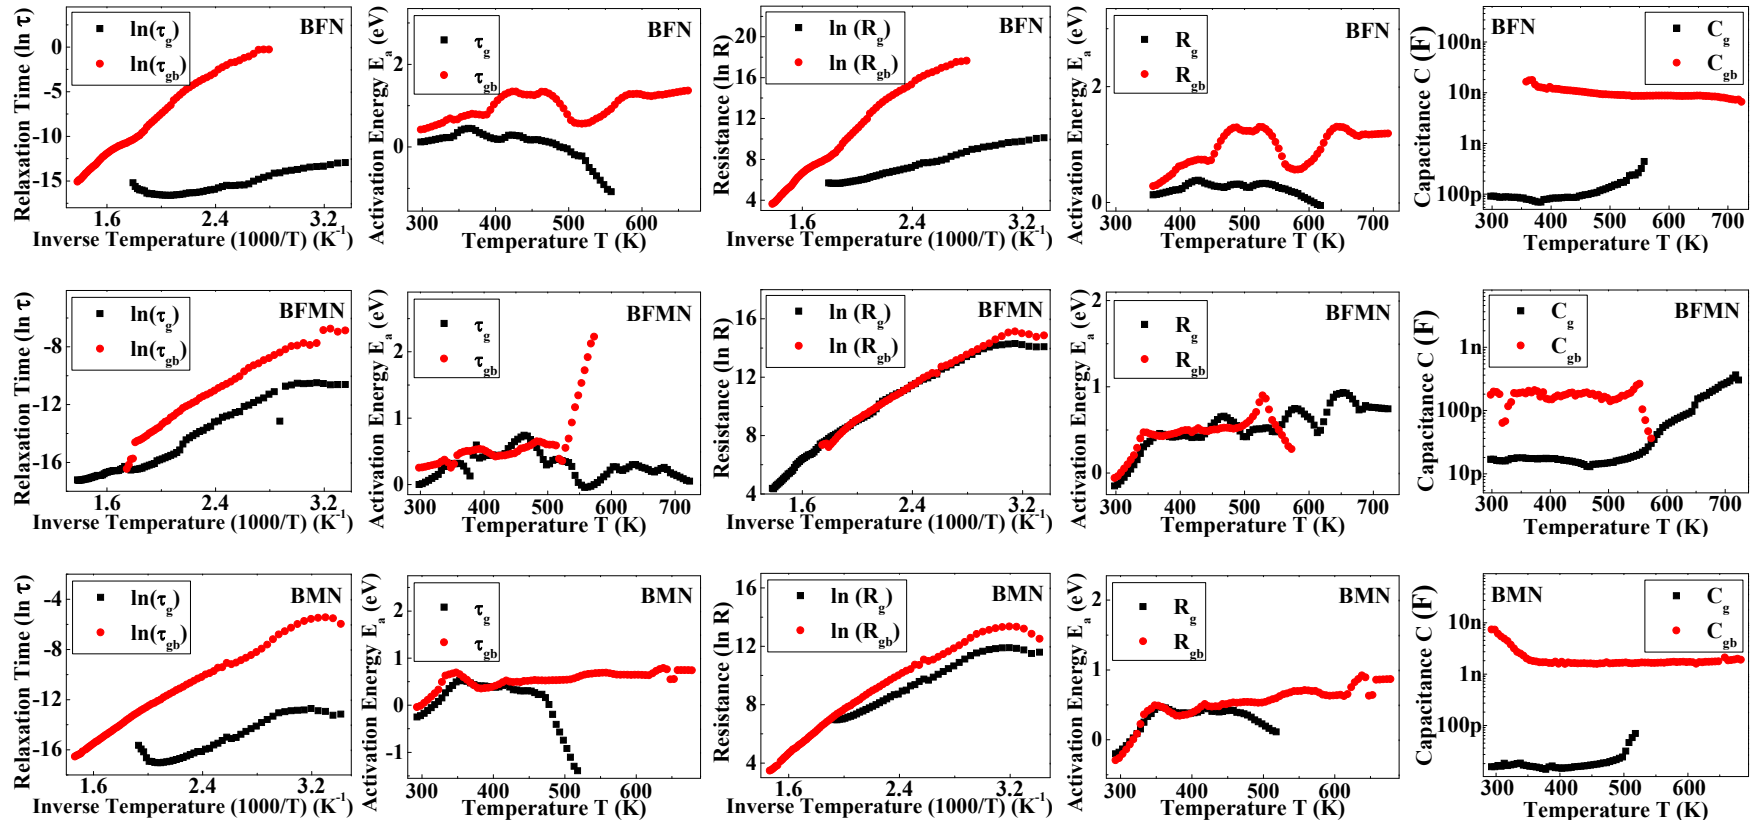 Relaxation Time (ln τ)
0
-5
-10
-15
ln(τg)
ln(τgb)
BFN
1.6 2.4 3.2
Inverse Temperature (1000/T) (K-1)
Activation Energy Ea (eV)
2
0
τg
τgb
BFN
300 400 500 600
Temperature T (K)
Resistance (ln R)
20
16
12
8
4
ln (Rg)
ln (Rgb)
BFN
1.6 2.4 3.2
Inverse Temperature (1000/T) (K-1)
Activation Energy Ea (eV)
2
0
Rg
Rgb
BFN
300 400 500 600 700
Temperature T (K)
Capacitance C (F)
100n
10n
1n
100p
BFN
Cg
Cgb
300 400 500 600 700
Temperature T (K)
Relaxation Time (ln τ)
-8
-12
-16
ln(τg)
ln(τgb)
BFMN
1.6 2.4 3.2
Inverse Temperature (1000/T) (K-1)
Activation Energy Ea (eV)
2
1
0
τg
τgb
BFMN
300 400 500 600 700
Temperature T (K)
Resistance (ln R)
16
12
8
4
ln (Rg)
ln (Rgb)
BFMN
1.6 2.4 3.2
Inverse Temperature (1000/T) (K-1)
Activation Energy Ea (eV)
2
1
0
Rg
Rgb
BFMN
300 400 500 600 700
Temperature T (K)
Capacitance C (F)
1n
100p
10p
Cg
Cgb
BFMN
300 400 500 600 700
Temperature T (K)
Relaxation Time (ln τ)
-4
-8
-12
-16
ln(τg)
ln(τgb)
BMN
1.6 2.4 3.2
Inverse Temperature (1000/T) (K-1)
Activation Energy Ea (eV)
2
1
0
-1
τg
τgb
BMN
300 400 500 600
Temperature T (K)
Resistance (ln R)
16
12
8
4
ln (Rg)
ln (Rgb)
BMN
1.6 2.4 3.2
Inverse Temperature (1000/T) (K-1)
Activation Energy Ea (eV)
2
0
Rg
Rgb
BMN
300 400 500 600
Temperature T (K)
Capacitance C (F)
10n
1n
100p
BMN
Cg
Cgb
300 400 500 600
Temperature T (K)